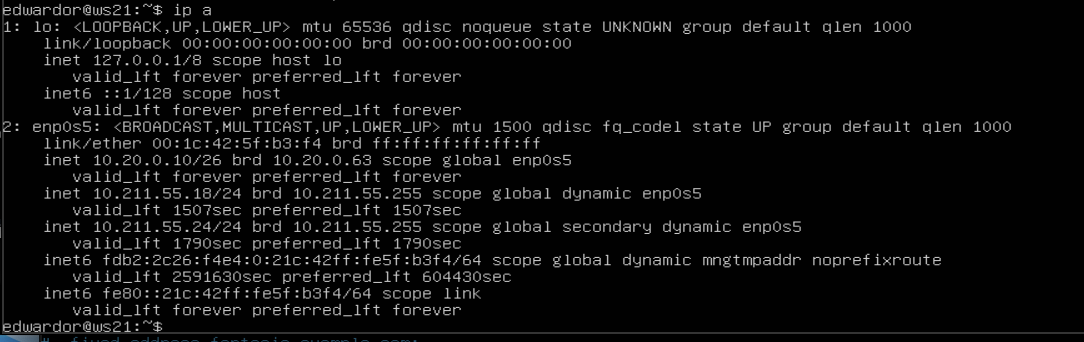 edwardor@ws21:~$ ip a
1: lo: <LOOPBACK,UP,LOWER_UP> mtu 65536 qdisc noqueue state UNKNOWN group default qlen 1000
    link/loopback 00:00:00:00:00:00 brd 00:00:00:00:00:00
    inet 127.0.0.1/8 scope host lo
       valid_lft forever preferred_lft forever
    inet6 ::1/128 scope host
       valid_lft forever preferred_lft forever
2: enp0s5: <BROADCAST,MULTICAST,UP,LOWER_UP> mtu 1500 qdisc fq_codel state UP group default qlen 1000
    link/ether 00:1c:42:5f:b3:f4 brd ff:ff:ff:ff:ff:ff
    inet 10.20.0.10/26 brd 10.20.0.63 scope global enp0s5
       valid_lft forever preferred_lft forever
    inet 10.211.55.18/24 brd 10.211.55.255 scope global dynamic enp0s5
       valid_lft 1507sec preferred_lft 1507sec
    inet 10.211.55.24/24 brd 10.211.55.255 scope global secondary dynamic enp0s5
       valid_lft 1790sec preferred_lft 1790sec
    inet6 fdb2:2c26:f4e4:0:21c:42ff:fe5f:b3f4/64 scope global dynamic mngtmpaddr noprefixroute
       valid_lft 2591630sec preferred_lft 604430sec
    inet6 fe80::21c:42ff:fe5f:b3f4/64 scope link
       valid_lft forever preferred_lft forever
edwardor@ws21:~$